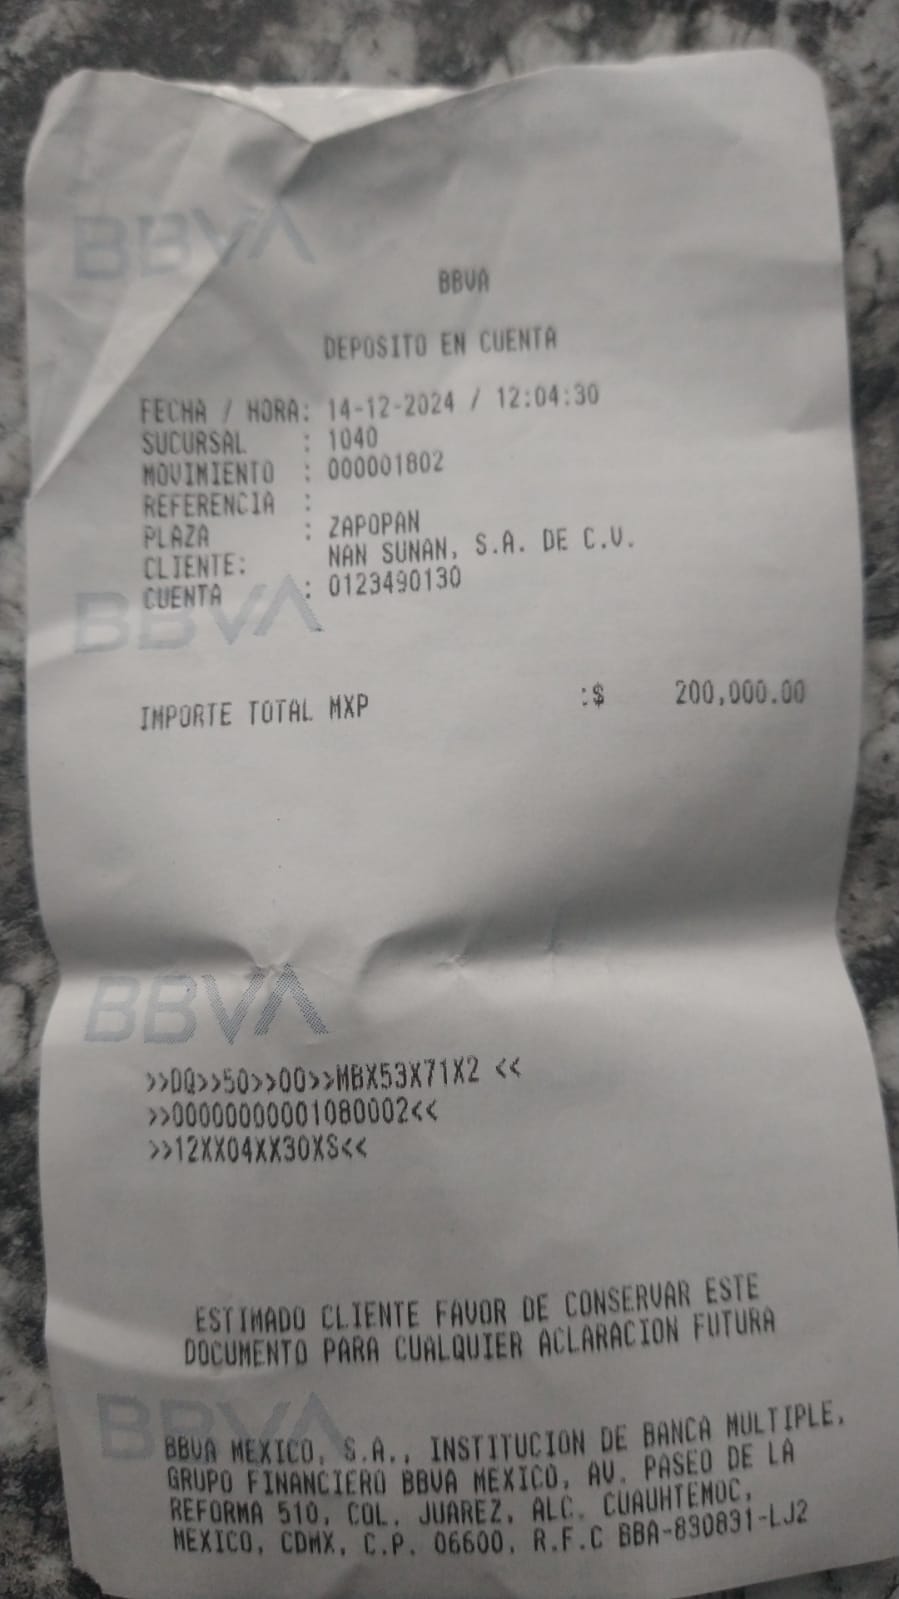 BBVA
BBVA
DEPOSITO EN CUENTA
FECHA / HORA: 14-12-2024 / 12:04:30
SUCURSAL : 1040
MOVIMIENTO : 000001802
REFERENCIA :
PLAZA : ZAPOPAN
CLIENTE: NAN SUNAN, S.A. DE C.V.
CUENTA : 0123490130
BBVA
IMPORTE TOTAL MXP :$ 200,000.00
BBVA
>>DQ>>50>>00>>MBX53X71X2 <<
>>00000000001080002<<
>>12XX04XX30XS<<
ESTIMADO CLIENTE FAVOR DE CONSERVAR ESTE
DOCUMENTO PARA CUALQUIER ACLARACION FUTURA
BBVA
BBVA MEXICO, S.A., INSTITUCION DE BANCA MULTIPLE,
GRUPO FINANCIERO BBVA MEXICO, AV. PASEO DE LA
REFORMA 510, COL. JUAREZ, ALC. CUAUHTEMOC,
MEXICO, CDMX, C.P. 06600, R.F.C BBA-830831-LJ2